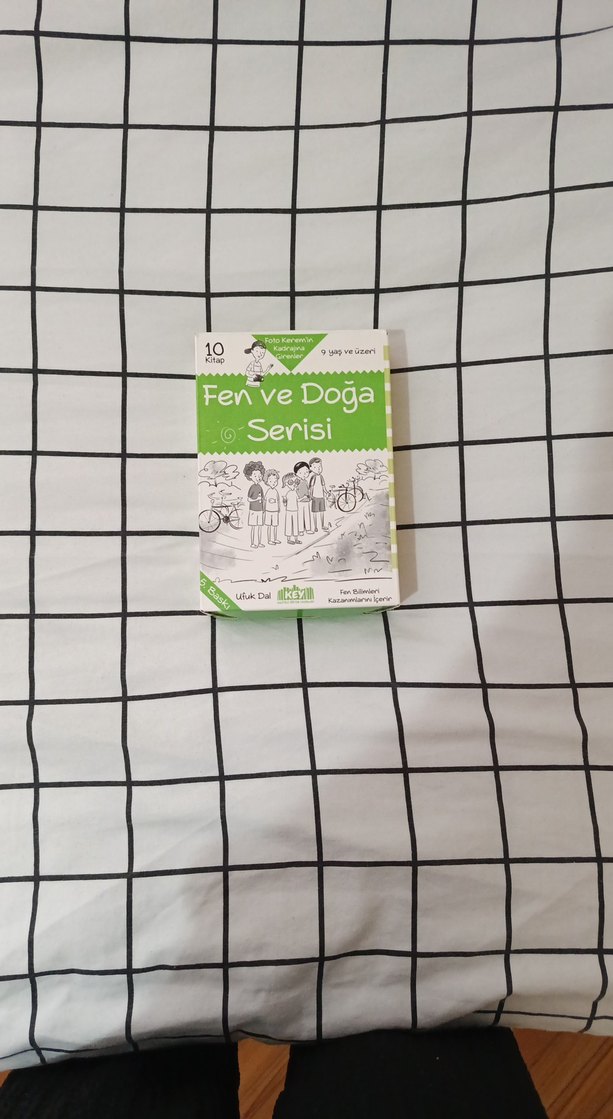 10
Kitap
Foto Kerem'in
Kadrajına
Girenler
9 yaş ve üzeri
Fen ve Doğa
Serisi
5. Baskı
Ufuk Dal
KEY
Fen Bilimleri
Kazanımlarını İçerir